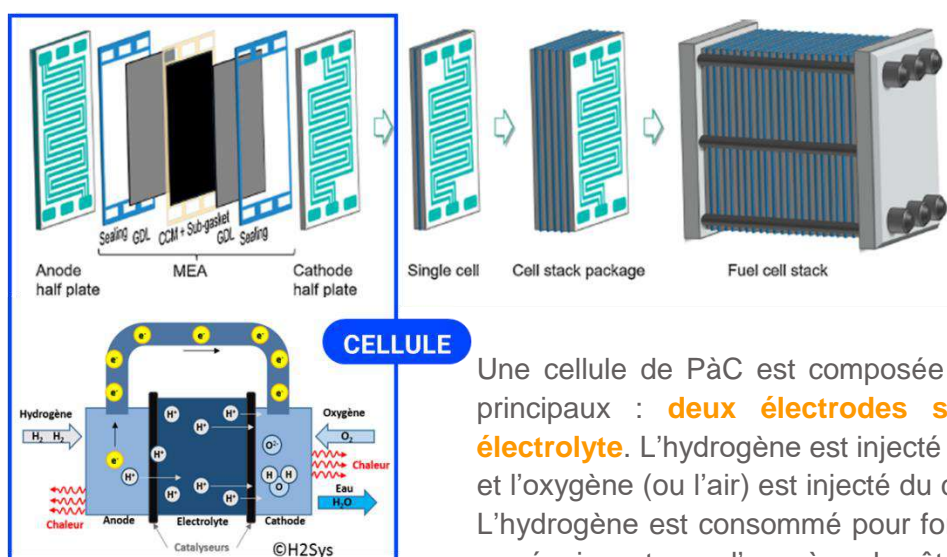 Sealing GDL CCM + Sub-gasket GDL Sealing
Anode
half plate
MEA
Cathode
half plate
Single cell
Cell stack package
Fuel cell stack
CELLULE
e- e- e-
e- e-
e- e-
Hydrogène
H₂ H₂
Oxygène
O₂
H⁺ H⁺
H⁺
H⁺
H⁺
H⁺
H⁺
e-
H⁺
O²⁻
H H
O
Chaleur
Eau
H₂O
Chaleur
Anode Electrolyte Cathode
Catalyseurs
©H2Sys
Une cellule de PàC est composée
principaux : deux électrodes s
électrolyte. L’hydrogène est injecté
et l’oxygène (ou l’air) est injecté du
L’hydrogène est consommé pour fo